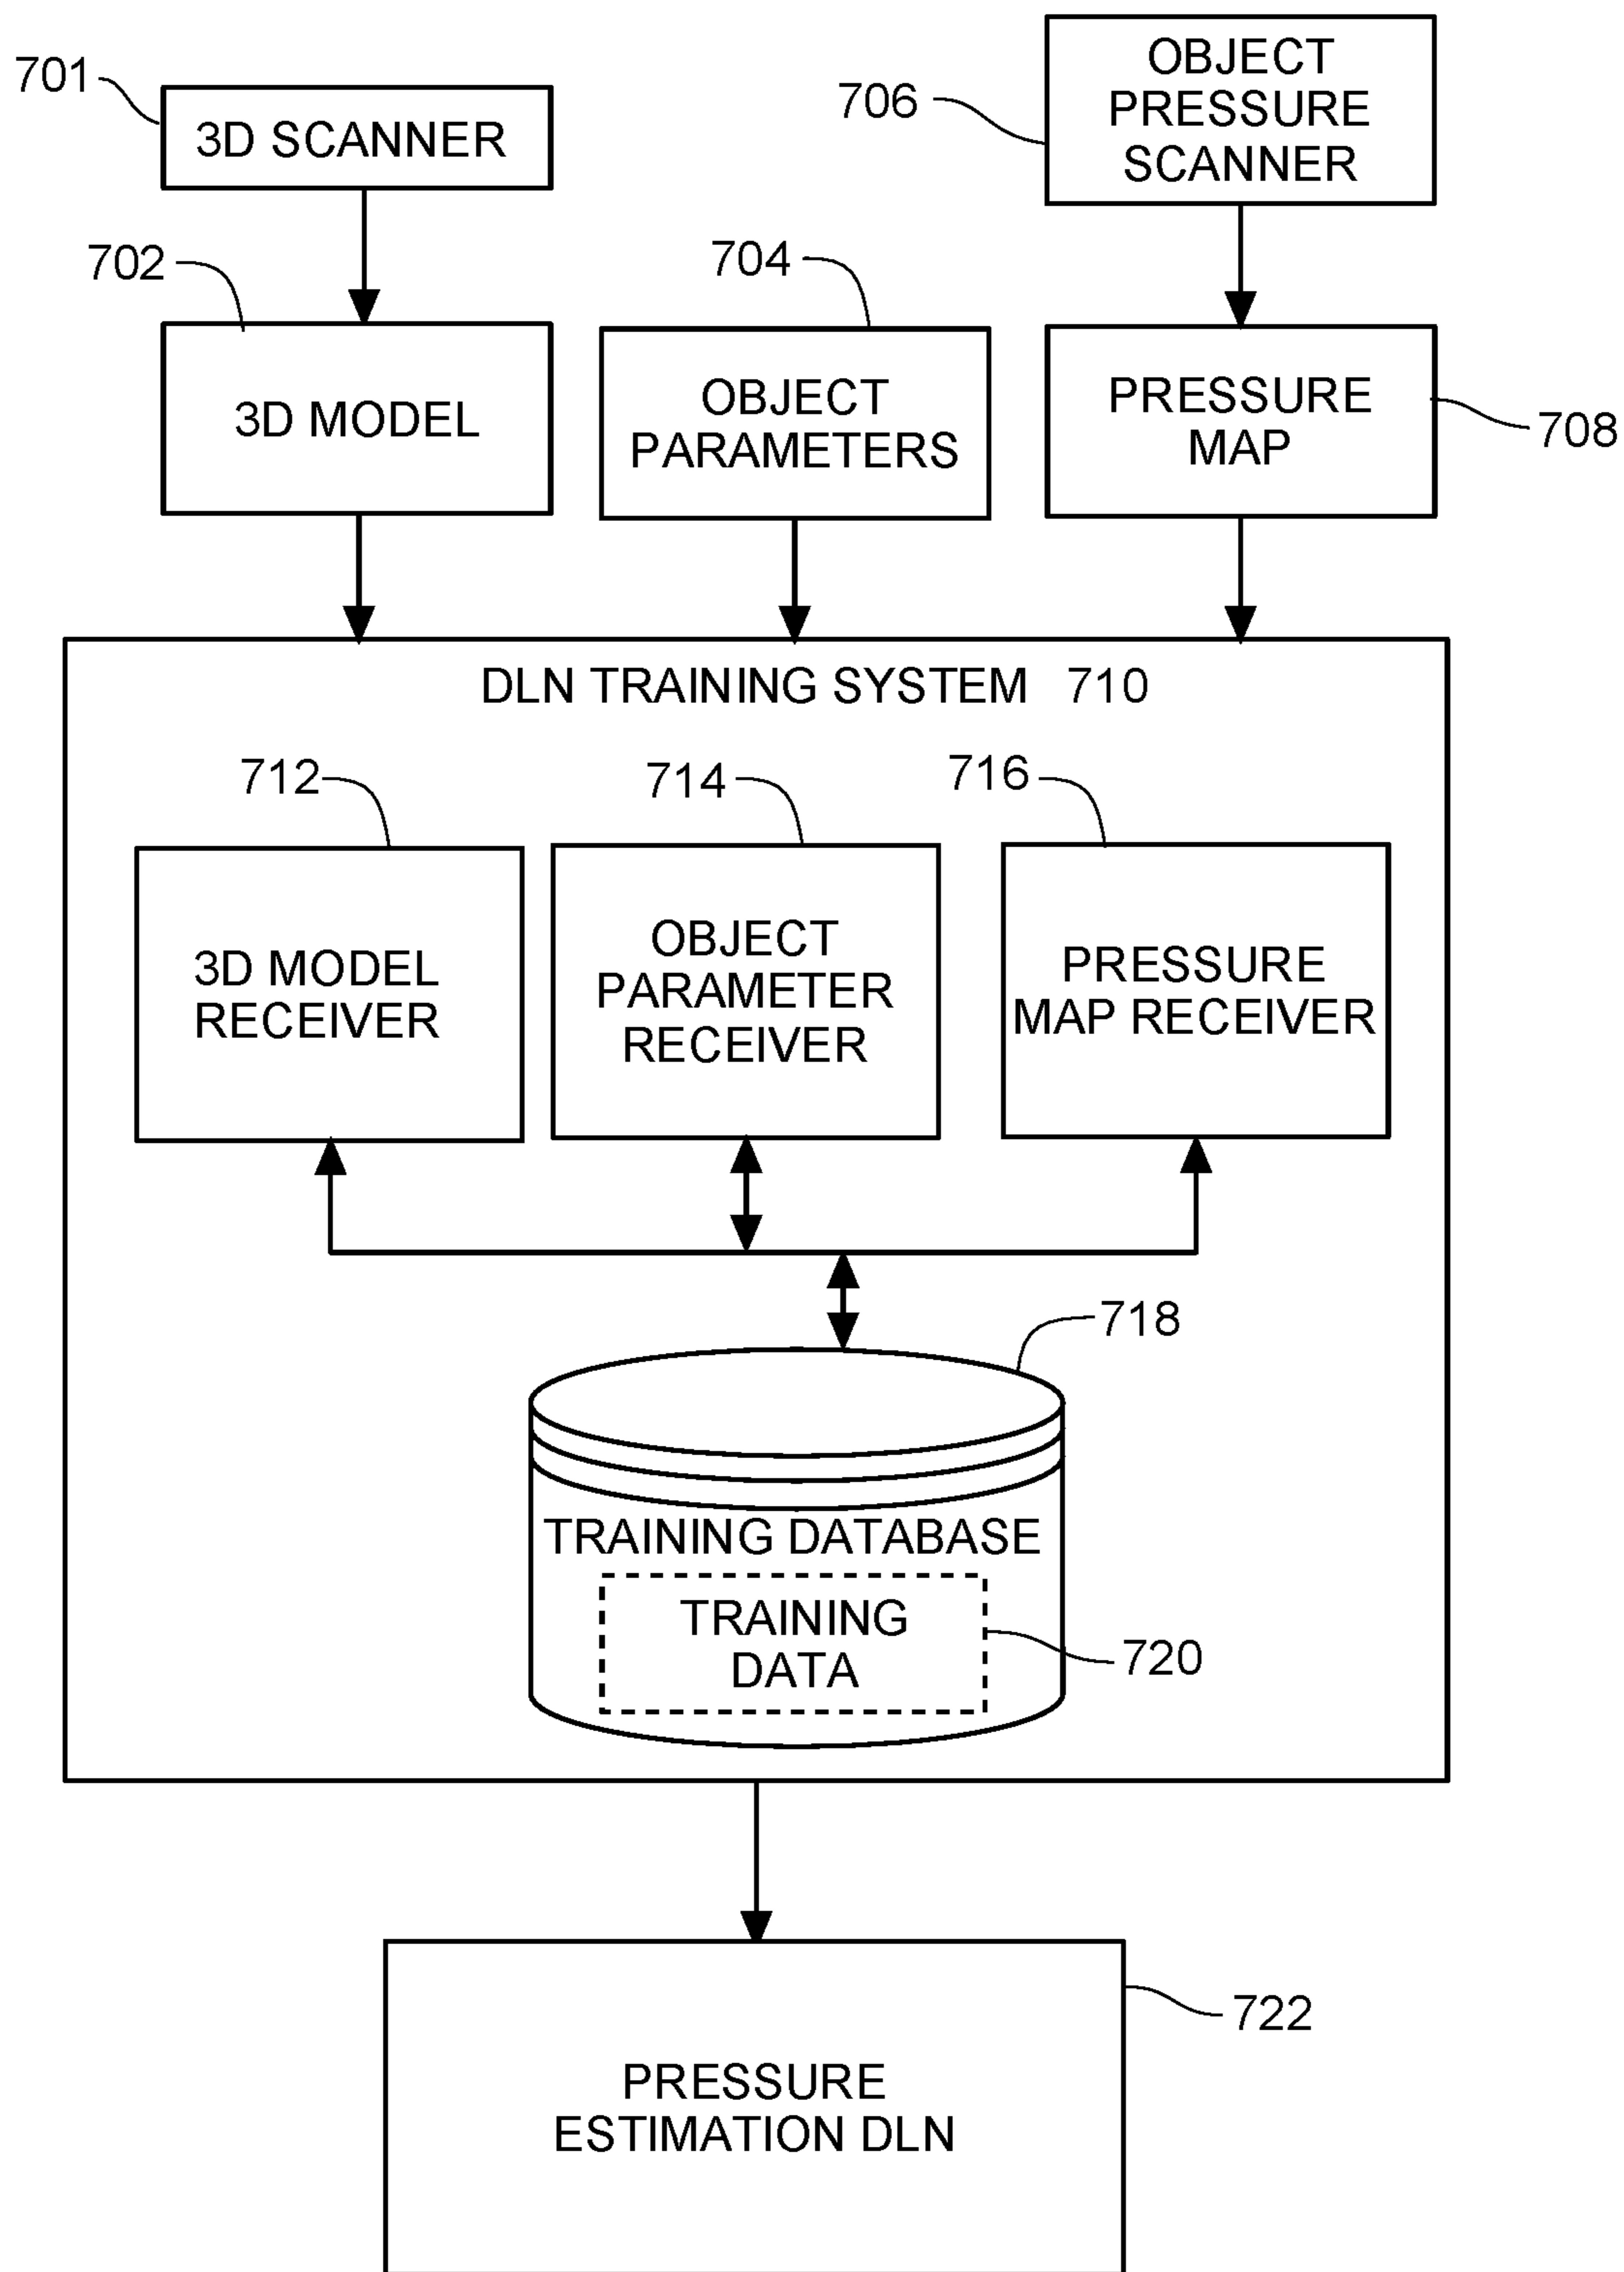 701
3D SCANNER
706
OBJECT
PRESSURE
SCANNER
702
3D MODEL
704
OBJECT
PARAMETERS
PRESSURE
MAP
708
DLN TRAINING SYSTEM 710
712
3D MODEL
RECEIVER
714
OBJECT
PARAMETER
RECEIVER
716
PRESSURE
MAP RECEIVER
718
TRAINING DATABASE
TRAINING
DATA
720
722
PRESSURE
ESTIMATION DLN